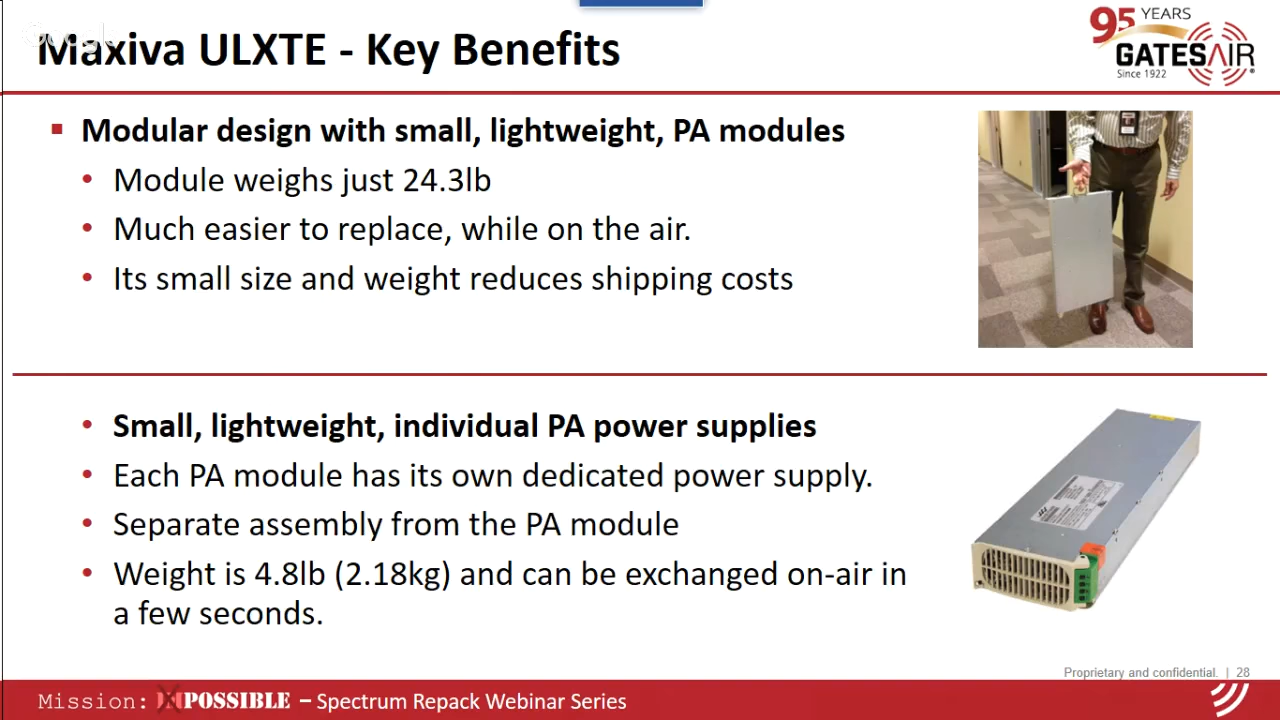 Maxiva ULXTE - Key Benefits
95 YEARS
GATESAIR
Since 1922
Modular design with small, lightweight, PA modules
Module weighs just 24.3lb
Much easier to replace, while on the air.
Its small size and weight reduces shipping costs
Small, lightweight, individual PA power supplies
Each PA module has its own dedicated power supply.
Separate assembly from the PA module
Weight is 4.8lb (2.18kg) and can be exchanged on-air in
a few seconds.
Proprietary and confidential. | 28
Mission: IMPOSSIBLE – Spectrum Repack Webinar Series